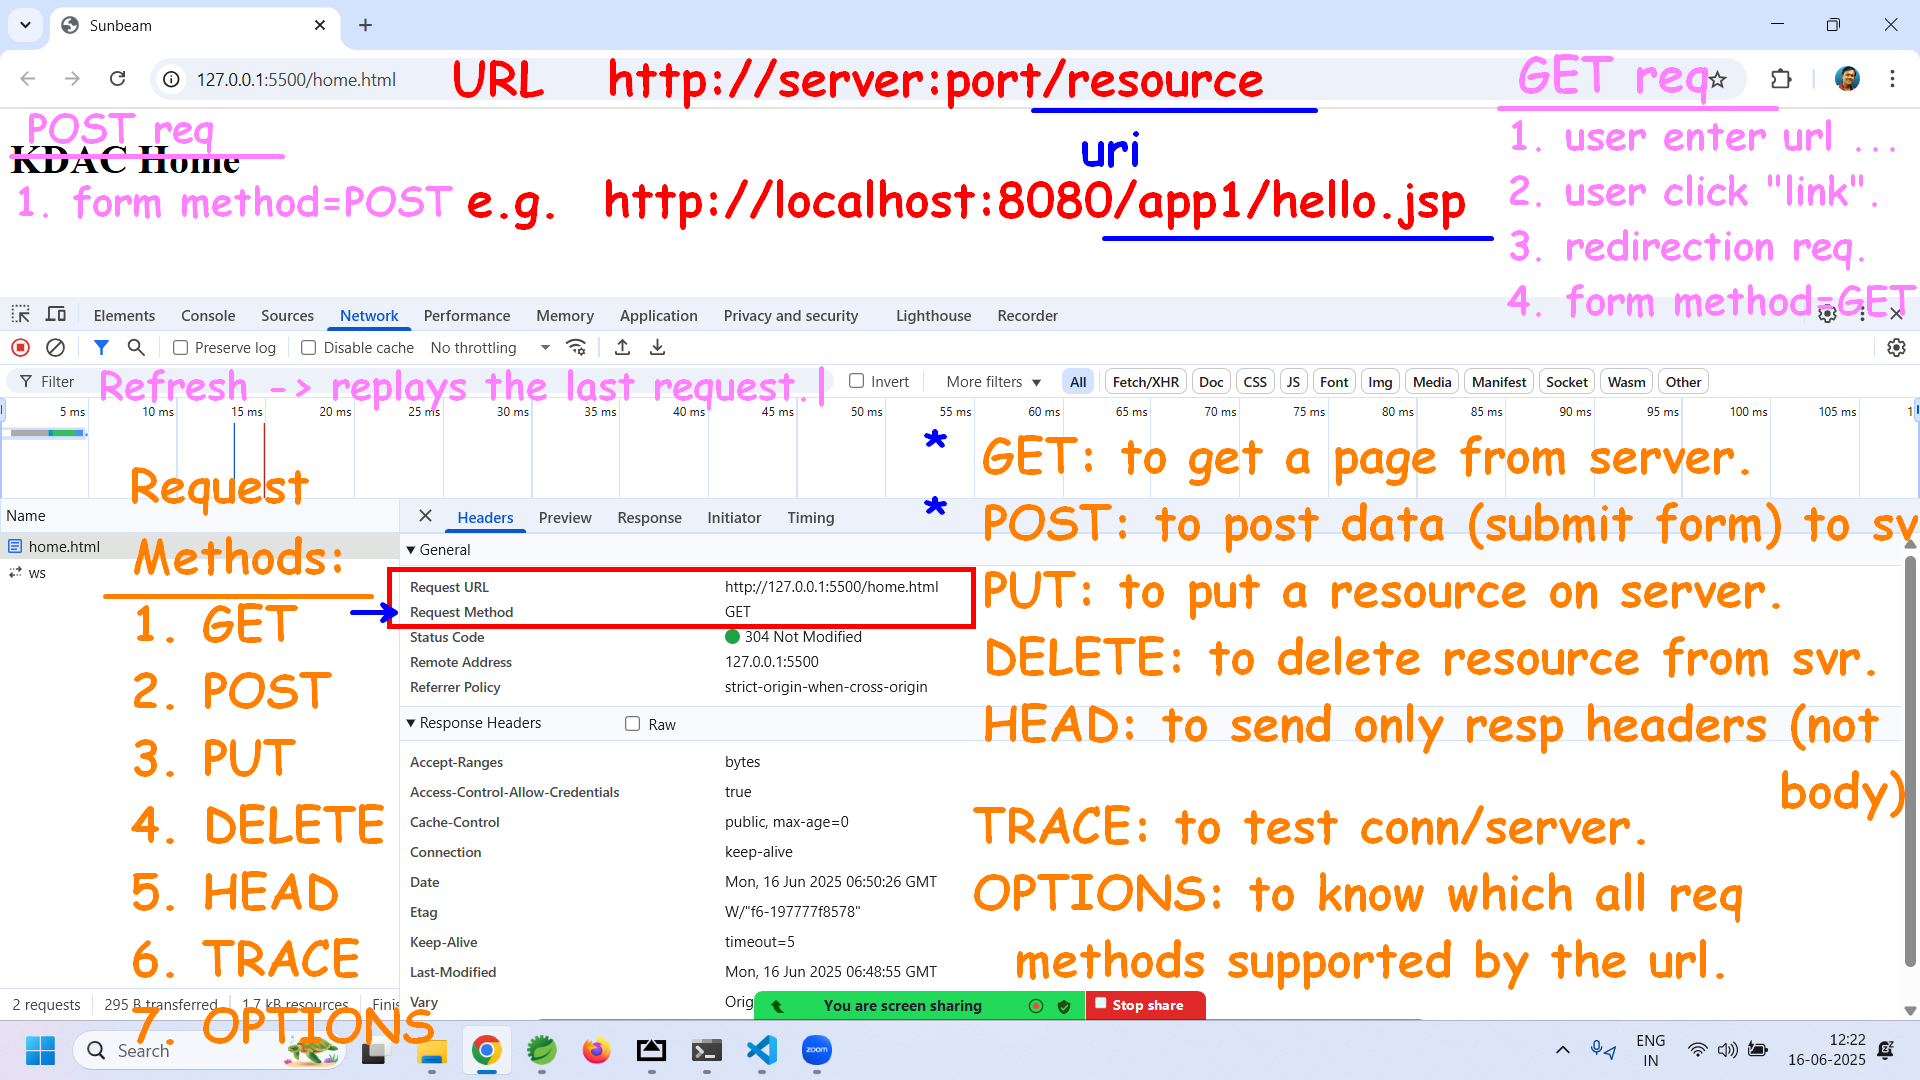 Sunbeam
127.0.0.1:5500/home.html
URL http://server:port/resource
GET req
POST req
KDAC Home
uri
1. user enter url ...
1. form method=POST
e.g. http://localhost:8080/app1/hello.jsp
2. user click "link".
3. redirection req.
4. form method=GET
Elements Console Sources Network Performance Memory Application Privacy and security Lighthouse Recorder
Preserve log Disable cache No throttling
Filter
Refresh -> replays the last request.
Invert More filters All Fetch/XHR Doc CSS JS Font Img Media Manifest Socket Wasm Other
5 ms 10 ms 15 ms 20 ms 25 ms 30 ms 35 ms 40 ms 45 ms 50 ms 55 ms 60 ms 65 ms 70 ms 75 ms 80 ms 85 ms 90 ms 95 ms 100 ms 105 ms 1
* GET: to get a page from server.
Request
Name
Headers Preview Response Initiator Timing
* POST: to post data (submit form) to sv
home.html
Methods:
General
ws
Request URL http://127.0.0.1:5500/home.html
PUT: to put a resource on server.
Request Method GET
1. GET
Status Code 304 Not Modified
Remote Address 127.0.0.1:5500
DELETE: to delete resource from svr.
Referrer Policy strict-origin-when-cross-origin
2. POST
Response Headers Raw
HEAD: to send only resp headers (not
body)
3. PUT
Accept-Ranges bytes
Access-Control-Allow-Credentials true
Cache-Control public, max-age=0
4. DELETE
TRACE: to test conn/server.
Connection keep-alive
Date Mon, 16 Jun 2025 06:50:26 GMT
5. HEAD
OPTIONS: to know which all req
methods supported by the url.
Etag W/"f6-197777f8578"
Keep-Alive timeout=5
6. TRACE
Last-Modified Mon, 16 Jun 2025 06:48:55 GMT
Vary Orig
2 requests 295 B transferred 1.7 kB resources Finis
You are screen sharing Stop share
7. OPTIONS
Search
zoom
ENG
IN
12:22
16-06-2025